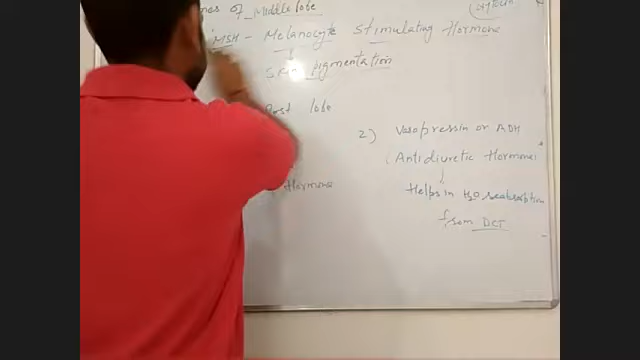 of Middle lobe
MSH - Melanocyte Stimulating Hormone
Skin pigmentation
Post lobe
2) Vasopressin or ADH
(Antidiuretic Hormone)
Hormone
Helps in H2O reabsorption
from DCT